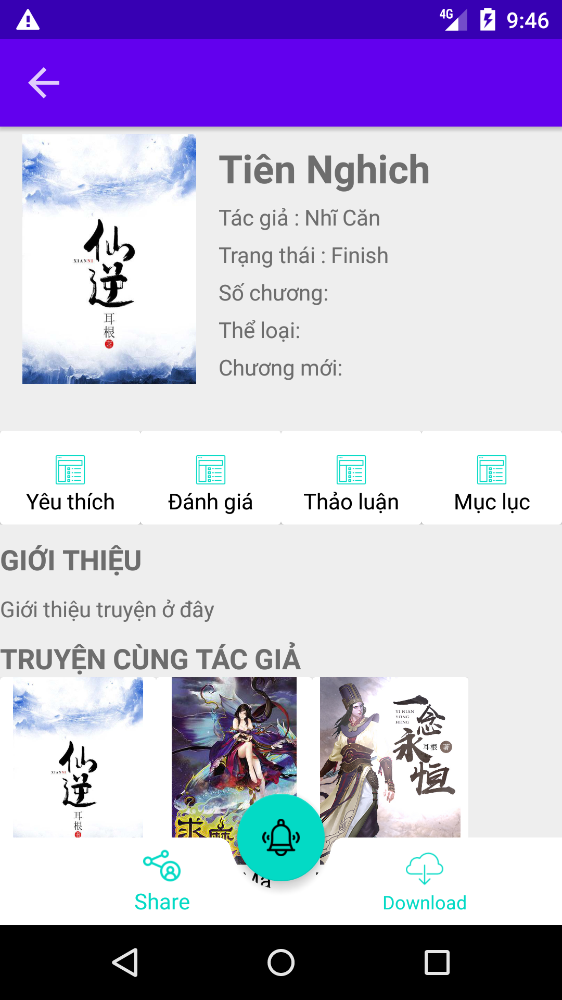 4G 9:46
仙逆
XIANNI
耳根
著
Tiên Nghich
Tác giả : Nhĩ Căn
Trạng thái : Finish
Số chương:
Thể loại:
Chương mới:
Yêu thích
Đánh giá
Thảo luận
Mục lục
GIỚI THIỆU
Giới thiệu truyện ở đây
TRUYỆN CÙNG TÁC GIẢ
仙逆
XIANNI
耳根
著
求魔
一念永恒
YI NIAN
YONG
HENG
耳根 著
Share
Download